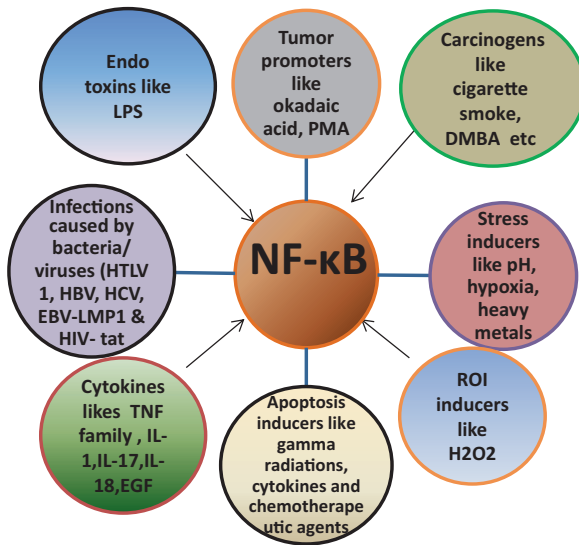 Endo
toxins like
LPS
Tumor
promoters
like
okadaic
acid, PMA
Carcinogens
like
cigarette
smoke,
DMBA etc
Infections
caused by
bacteria/
viruses (HTLV
1, HBV, HCV,
EBV-LMP1 &
HIV- tat
NF-κB
Stress
inducers
like pH,
hypoxia,
heavy
metals
Cytokines
likes TNF
family , IL-
1,IL-17,IL-
18,EGF
Apoptosis
inducers like
gamma
radiations,
cytokines and
chemotherape
utic agents
ROI
inducers
like
H2O2